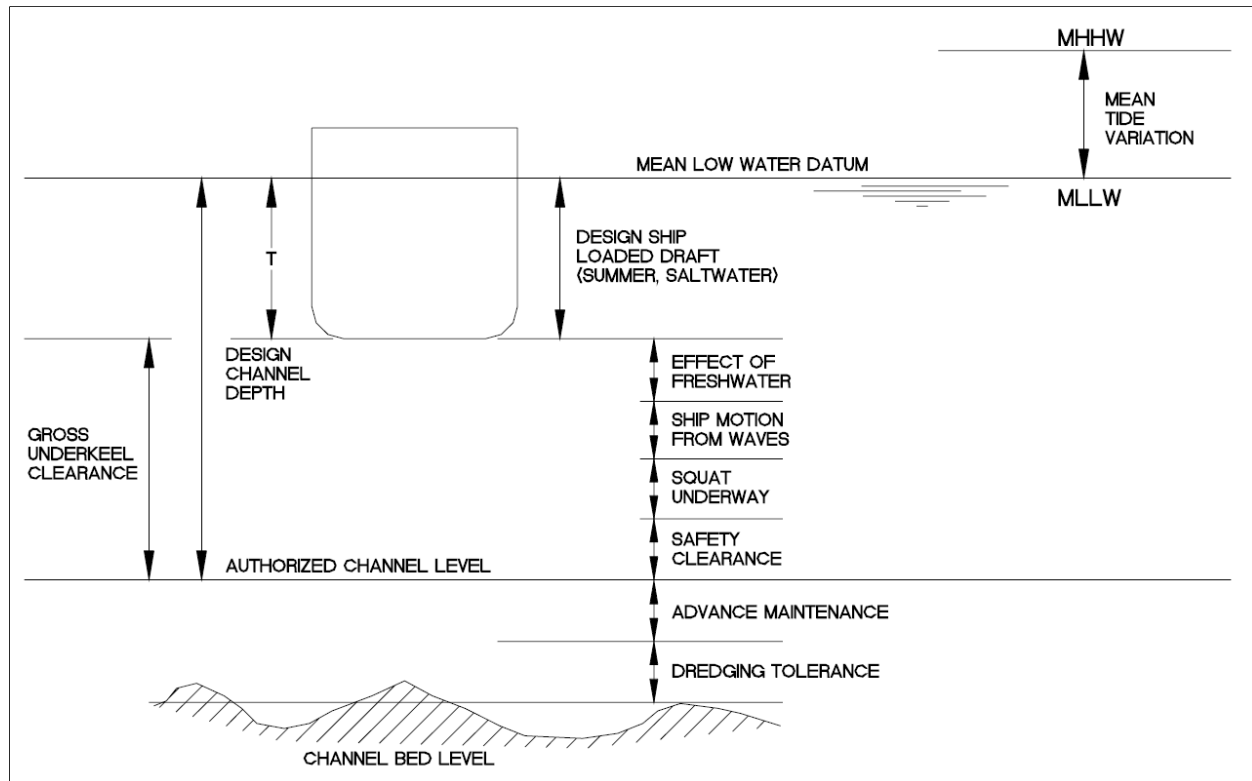 MHHW
MEAN
TIDE
VARIATION
MEAN LOW WATER DATUM
MLLW
T
DESIGN SHIP
LOADED DRAFT
(SUMMER, SALTWATER)
DESIGN
CHANNEL
DEPTH
EFFECT OF
FRESHWATER
GROSS
UNDERKEEL
CLEARANCE
SHIP MOTION
FROM WAVES
SQUAT
UNDERWAY
SAFETY
CLEARANCE
AUTHORIZED CHANNEL LEVEL
ADVANCE MAINTENANCE
DREDGING TOLERANCE
CHANNEL BED LEVEL